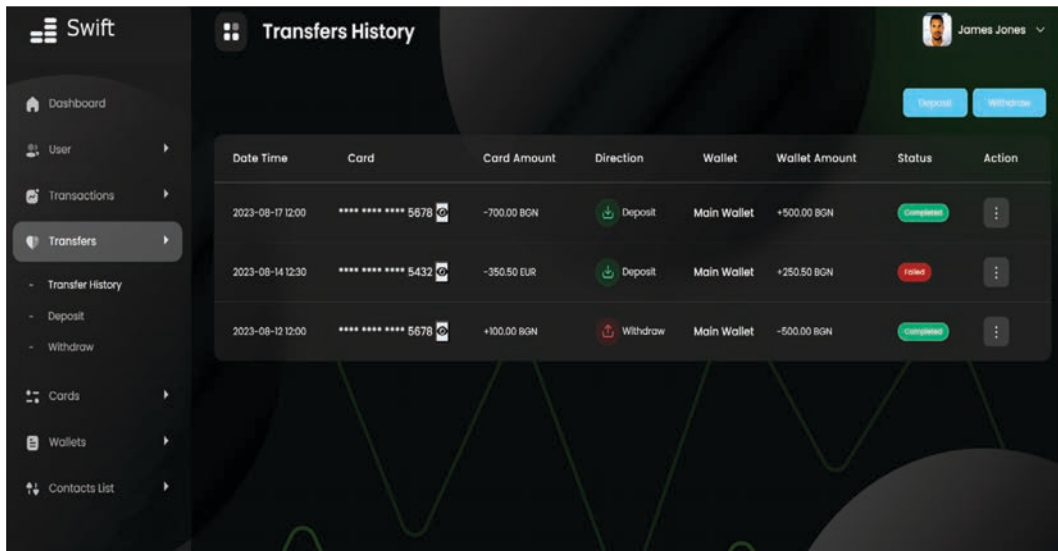 Swift
Transfers History
James Jones
Deposit Withdraw
Dashboard
User
Transactions
Transfers
- Transfer History
- Deposit
- Withdraw
Cards
Wallets
Contacts List
Date Time Card Card Amount Direction Wallet Wallet Amount Status Action
2023-08-17 12:00 **** **** **** 5678 -700.00 BGN Deposit Main Wallet +500.00 BGN Completed
2023-08-14 12:30 **** **** **** 5432 -350.50 EUR Deposit Main Wallet +250.50 BGN Failed
2023-08-12 12:00 **** **** **** 5678 +100.00 BGN Withdraw Main Wallet -500.00 BGN Completed